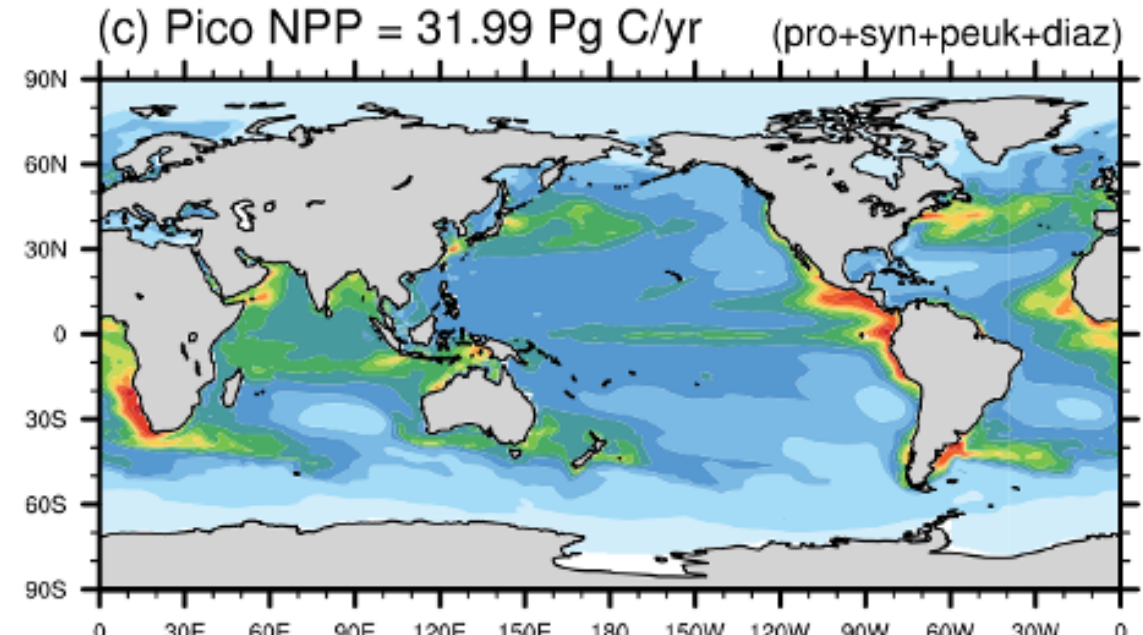 (c) Pico NPP = 31.99 Pg C/yr (pro+syn+peuk+diaz)
90N
60N
30N
0
30S
60S
90S
0 30E 60E 90E 120E 150E 180 150W 120W 90W 60W 30W 0